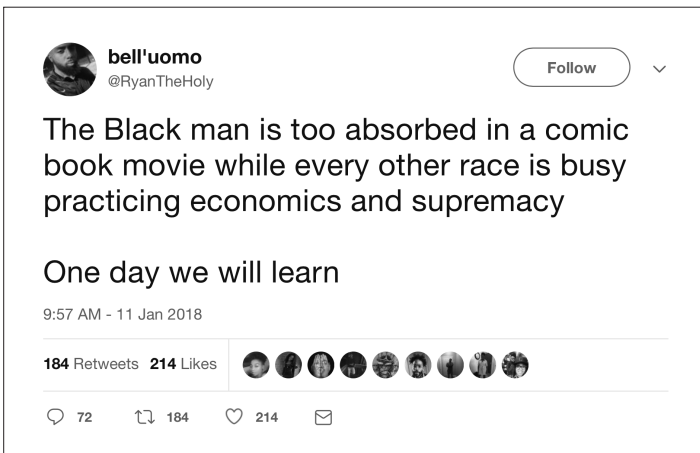 bell'uomo
@RyanTheHoly
Follow
The Black man is too absorbed in a comic
book movie while every other race is busy
practicing economics and supremacy
One day we will learn
9:57 AM - 11 Jan 2018
184 Retweets 214 Likes
72 184 214